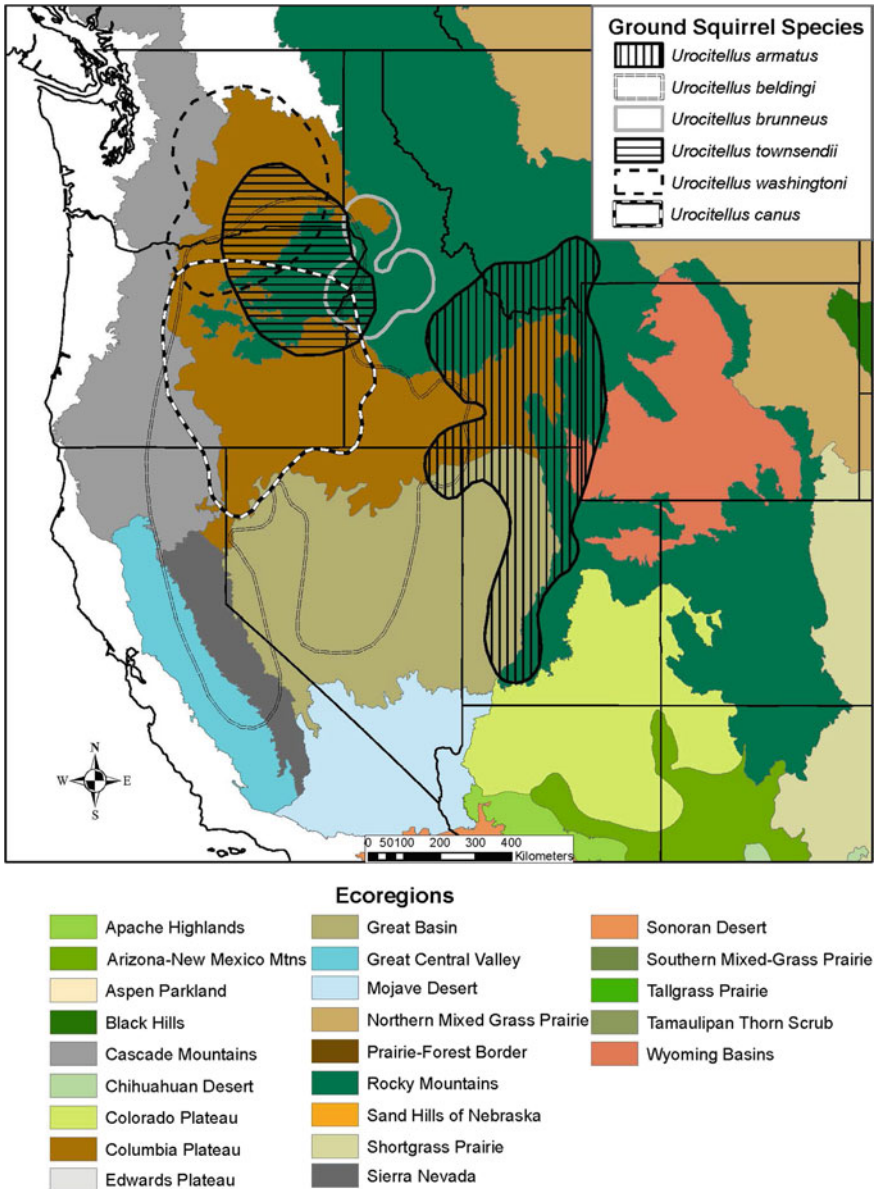 Ground Squirrel Species
Urocitellus armatus
Urocitellus beldingi
Urocitellus brunneus
Urocitellus townsendii
Urocitellus washingtoni
Urocitellus canus
N
W E
S
0 50100 200 300 400
Kilometers
Ecoregions
Apache Highlands
Arizona-New Mexico Mtns
Aspen Parkland
Black Hills
Cascade Mountains
Chihuahuan Desert
Colorado Plateau
Columbia Plateau
Edwards Plateau
Great Basin
Great Central Valley
Mojave Desert
Northern Mixed Grass Prairie
Prairie-Forest Border
Rocky Mountains
Sand Hills of Nebraska
Shortgrass Prairie
Sierra Nevada
Sonoran Desert
Southern Mixed-Grass Prairie
Tallgrass Prairie
Tamaulipan Thorn Scrub
Wyoming Basins